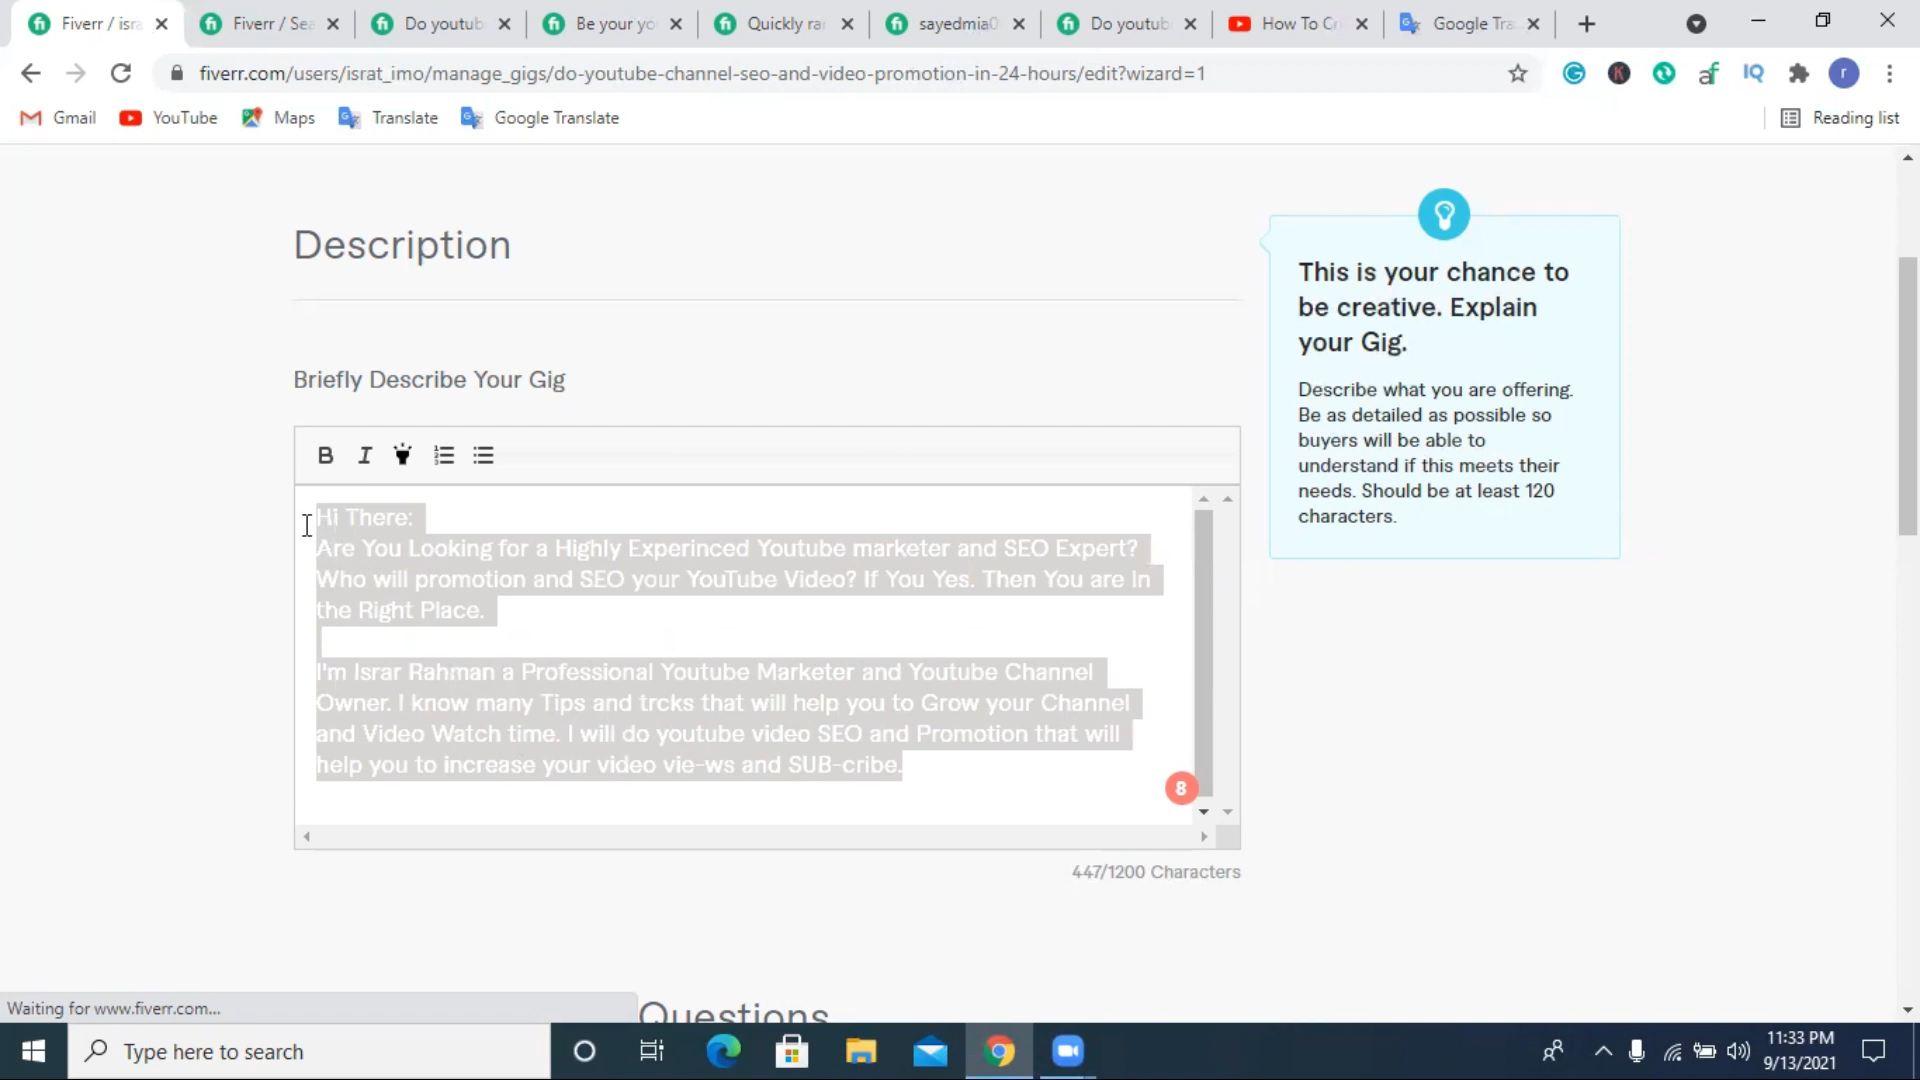 Fiverr / isra
Fiverr / Sea
Do youtub
Be your yo
Quickly ra
sayedmia0
Do youtub
How To Cr
Google Tra
fiverr.com/users/israt_imo/manage_gigs/do-youtube-channel-seo-and-video-promotion-in-24-hours/edit?wizard=1
IQ
r
Gmail
YouTube
Maps
Translate
Google Translate
Reading list
Description
Briefly Describe Your Gig
B I
Hi There:
Are You Looking for a Highly Experinced Youtube marketer and SEO Expert?
Who will promotion and SEO your YouTube Video? If You Yes. Then You are In
the Right Place.
I'm Israr Rahman a Professional Youtube Marketer and Youtube Channel
Owner. I know many Tips and trcks that will help you to Grow your Channel
and Video Watch time. I will do youtube video SEO and Promotion that will
help you to increase your video vie-ws and SUB-cribe.
8
447/1200 Characters
This is your chance to
be creative. Explain
your Gig.
Describe what you are offering.
Be as detailed as possible so
buyers will be able to
understand if this meets their
needs. Should be at least 120
characters.
Questions
Waiting for www.fiverr.com...
Type here to search
11:33 PM
9/13/2021